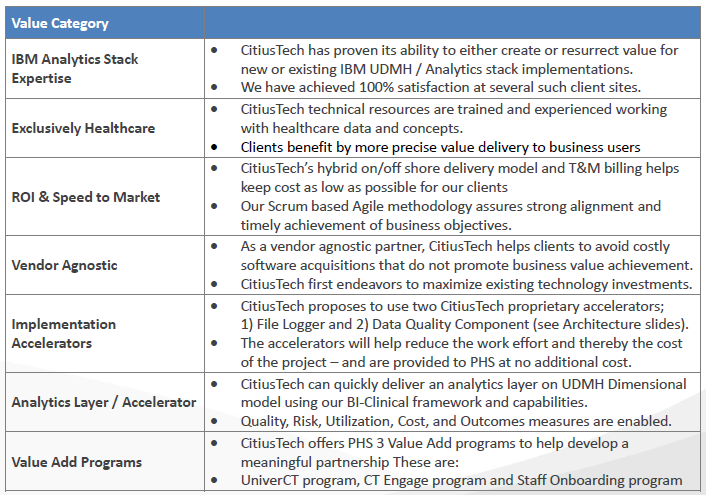 Value Category
IBM Analytics Stack
Expertise
• CitiusTech has proven its ability to either create or resurrect value for
new or existing IBM UDMH / Analytics stack implementations.
• We have achieved 100% satisfaction at several such client sites.
Exclusively Healthcare
• CitiusTech technical resources are trained and experienced working
with healthcare data and concepts.
• Clients benefit by more precise value delivery to business users
ROI & Speed to Market
• CitiusTech's hybrid on/off shore delivery model and T&M billing helps
keep cost as low as possible for our clients
• Our Scrum based Agile methodology assures strong alignment and
timely achievement of business objectives.
Vendor Agnostic
• As a vendor agnostic partner, CitiusTech helps clients to avoid costly
software acquisitions that do not promote business value achievement.
• CitiusTech first endeavors to maximize existing technology investments.
Implementation
Accelerators
• CitiusTech proposes to use two CitiusTech proprietary accelerators;
1) File Logger and 2) Data Quality Component (see Architecture slides).
• The accelerators will help reduce the work effort and thereby the cost
of the project – and are provided to PHS at no additional cost.
Analytics Layer / Accelerator
• CitiusTech can quickly deliver an analytics layer on UDMH Dimensional
model using our BI-Clinical framework and capabilities.
• Quality, Risk, Utilization, Cost, and Outcomes measures are enabled.
Value Add Programs
• CitiusTech offers PHS 3 Value Add programs to help develop a
meaningful partnership These are:
• UniverCT program, CT Engage program and Staff Onboarding program